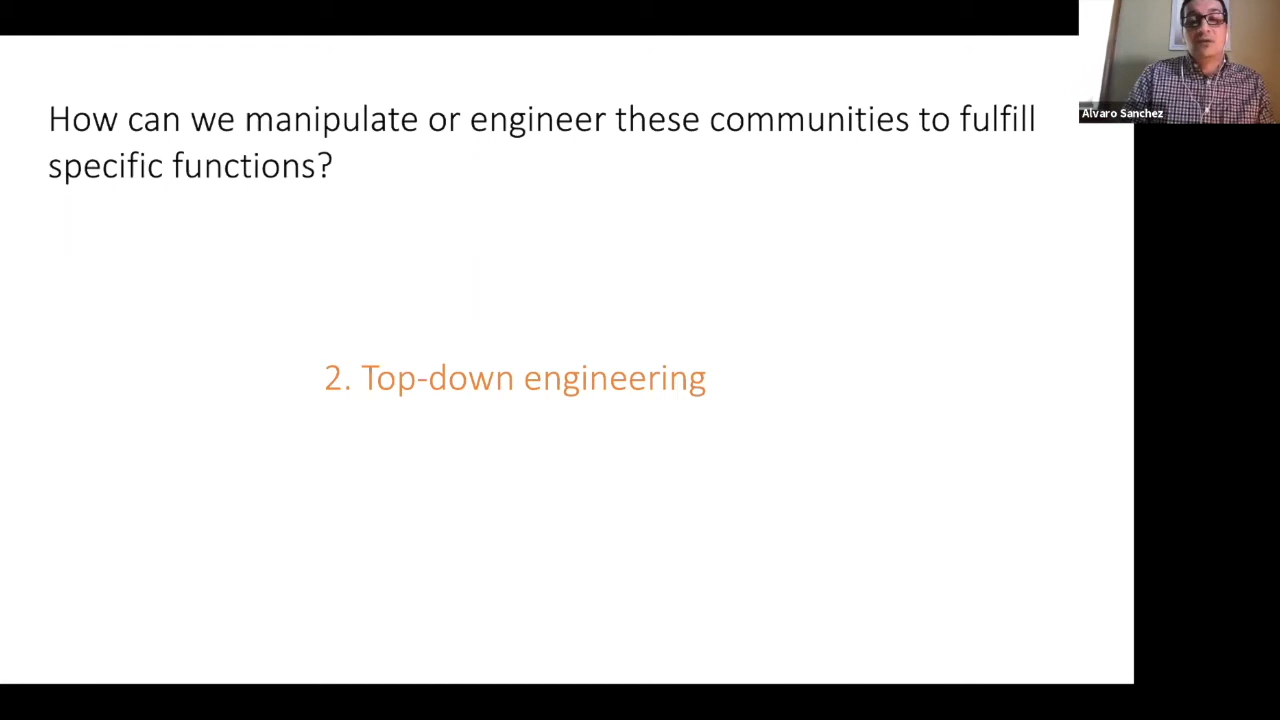 How can we manipulate or engineer these communities to fulfill
specific functions?
Alvaro Sanchez
2. Top-down engineering